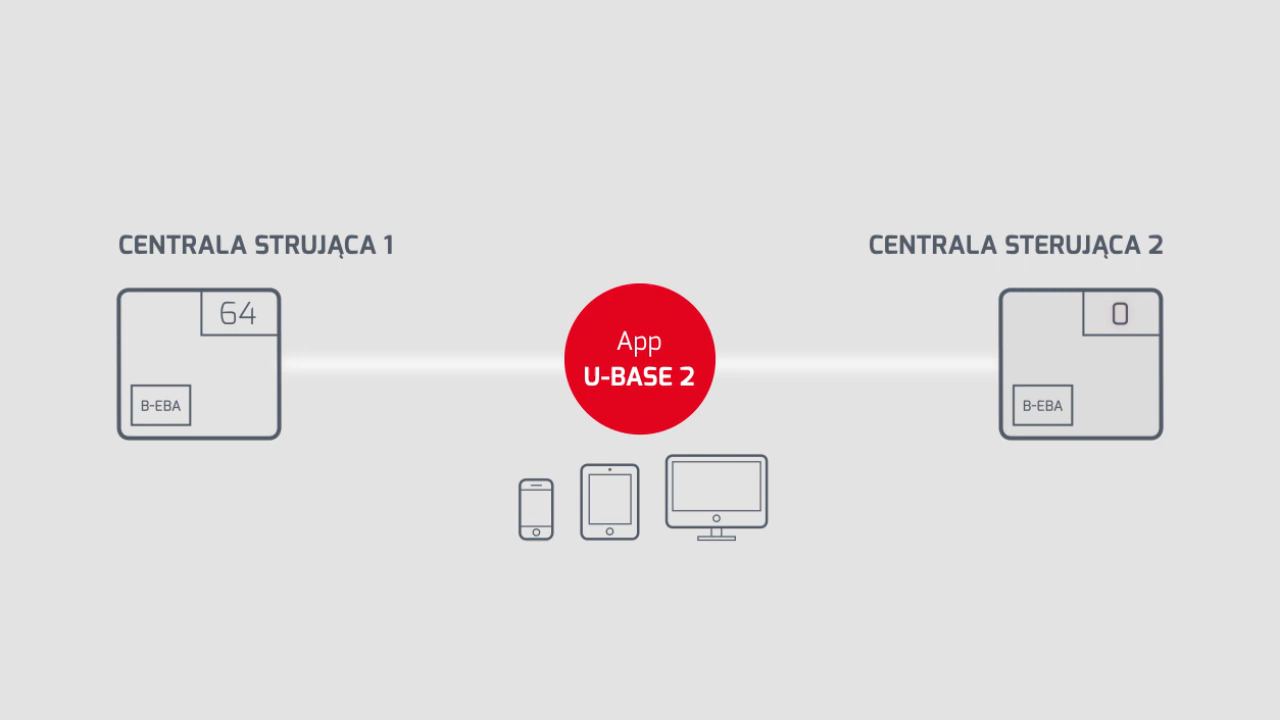 CENTRALA STRUJĄCA 1
CENTRALA STERUJĄCA 2
64
0
App
U-BASE 2
B-EBA
B-EBA